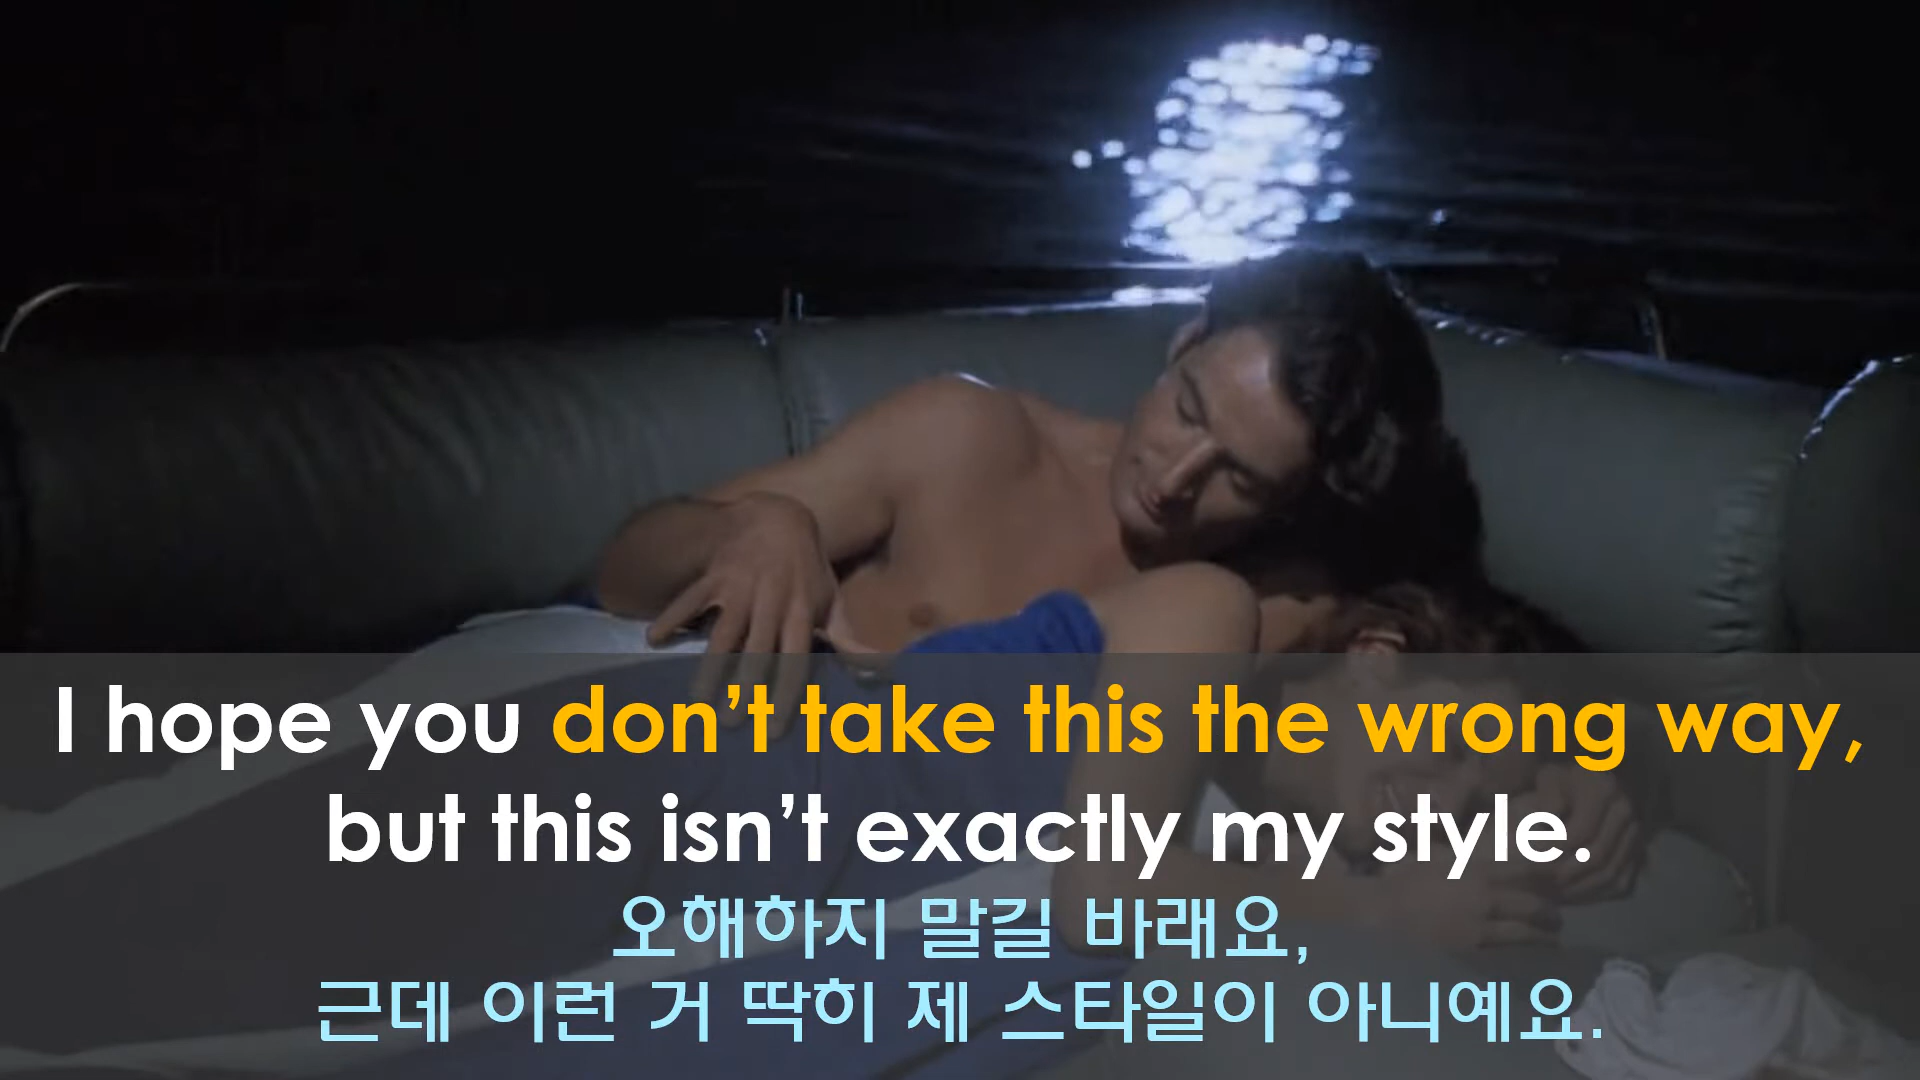 I hope you don't take this the wrong way,
but this isn't exactly my style.
오해하지 말길 바래요,
근데 이런 거 딱히 제 스타일이 아니예요.